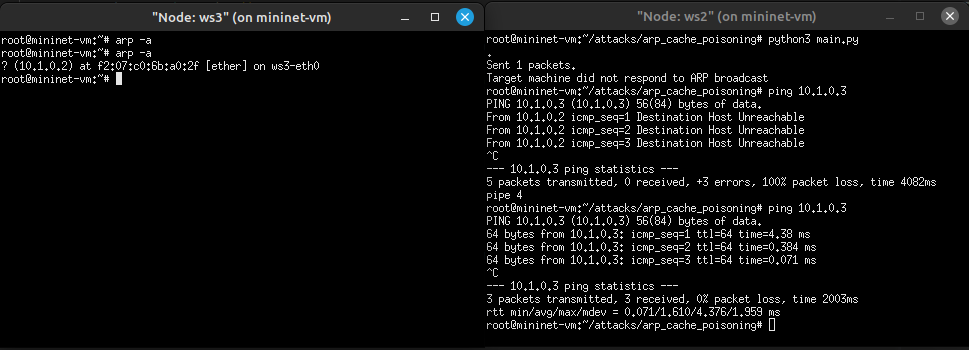 "Node: ws3" (on mininet-vm)
root@mininet-vm:~# arp -a
root@mininet-vm:~# arp -a
? (10.1.0.2) at f2:07:c0:6b:a0:2f [ether] on ws3-eth0
root@mininet-vm:~#
"Node: ws2" (on mininet-vm)
root@mininet-vm:~/attacks/arp_cache_poisoning# python3 main.py
.
Sent 1 packets.
Target machine did not respond to ARP broadcast
root@mininet-vm:~/attacks/arp_cache_poisoning# ping 10.1.0.3
PING 10.1.0.3 (10.1.0.3) 56(84) bytes of data.
From 10.1.0.2 icmp_seq=1 Destination Host Unreachable
From 10.1.0.2 icmp_seq=2 Destination Host Unreachable
From 10.1.0.2 icmp_seq=3 Destination Host Unreachable
^C
--- 10.1.0.3 ping statistics ---
5 packets transmitted, 0 received, +3 errors, 100% packet loss, time 4082ms
pipe 4
root@mininet-vm:~/attacks/arp_cache_poisoning# ping 10.1.0.3
PING 10.1.0.3 (10.1.0.3) 56(84) bytes of data.
64 bytes from 10.1.0.3: icmp_seq=1 ttl=64 time=4.38 ms
64 bytes from 10.1.0.3: icmp_seq=2 ttl=64 time=0.384 ms
64 bytes from 10.1.0.3: icmp_seq=3 ttl=64 time=0.071 ms
^C
--- 10.1.0.3 ping statistics ---
3 packets transmitted, 3 received, 0% packet loss, time 2003ms
rtt min/avg/max/mdev = 0.071/1.610/4.376/1.959 ms
root@mininet-vm:~/attacks/arp_cache_poisoning#